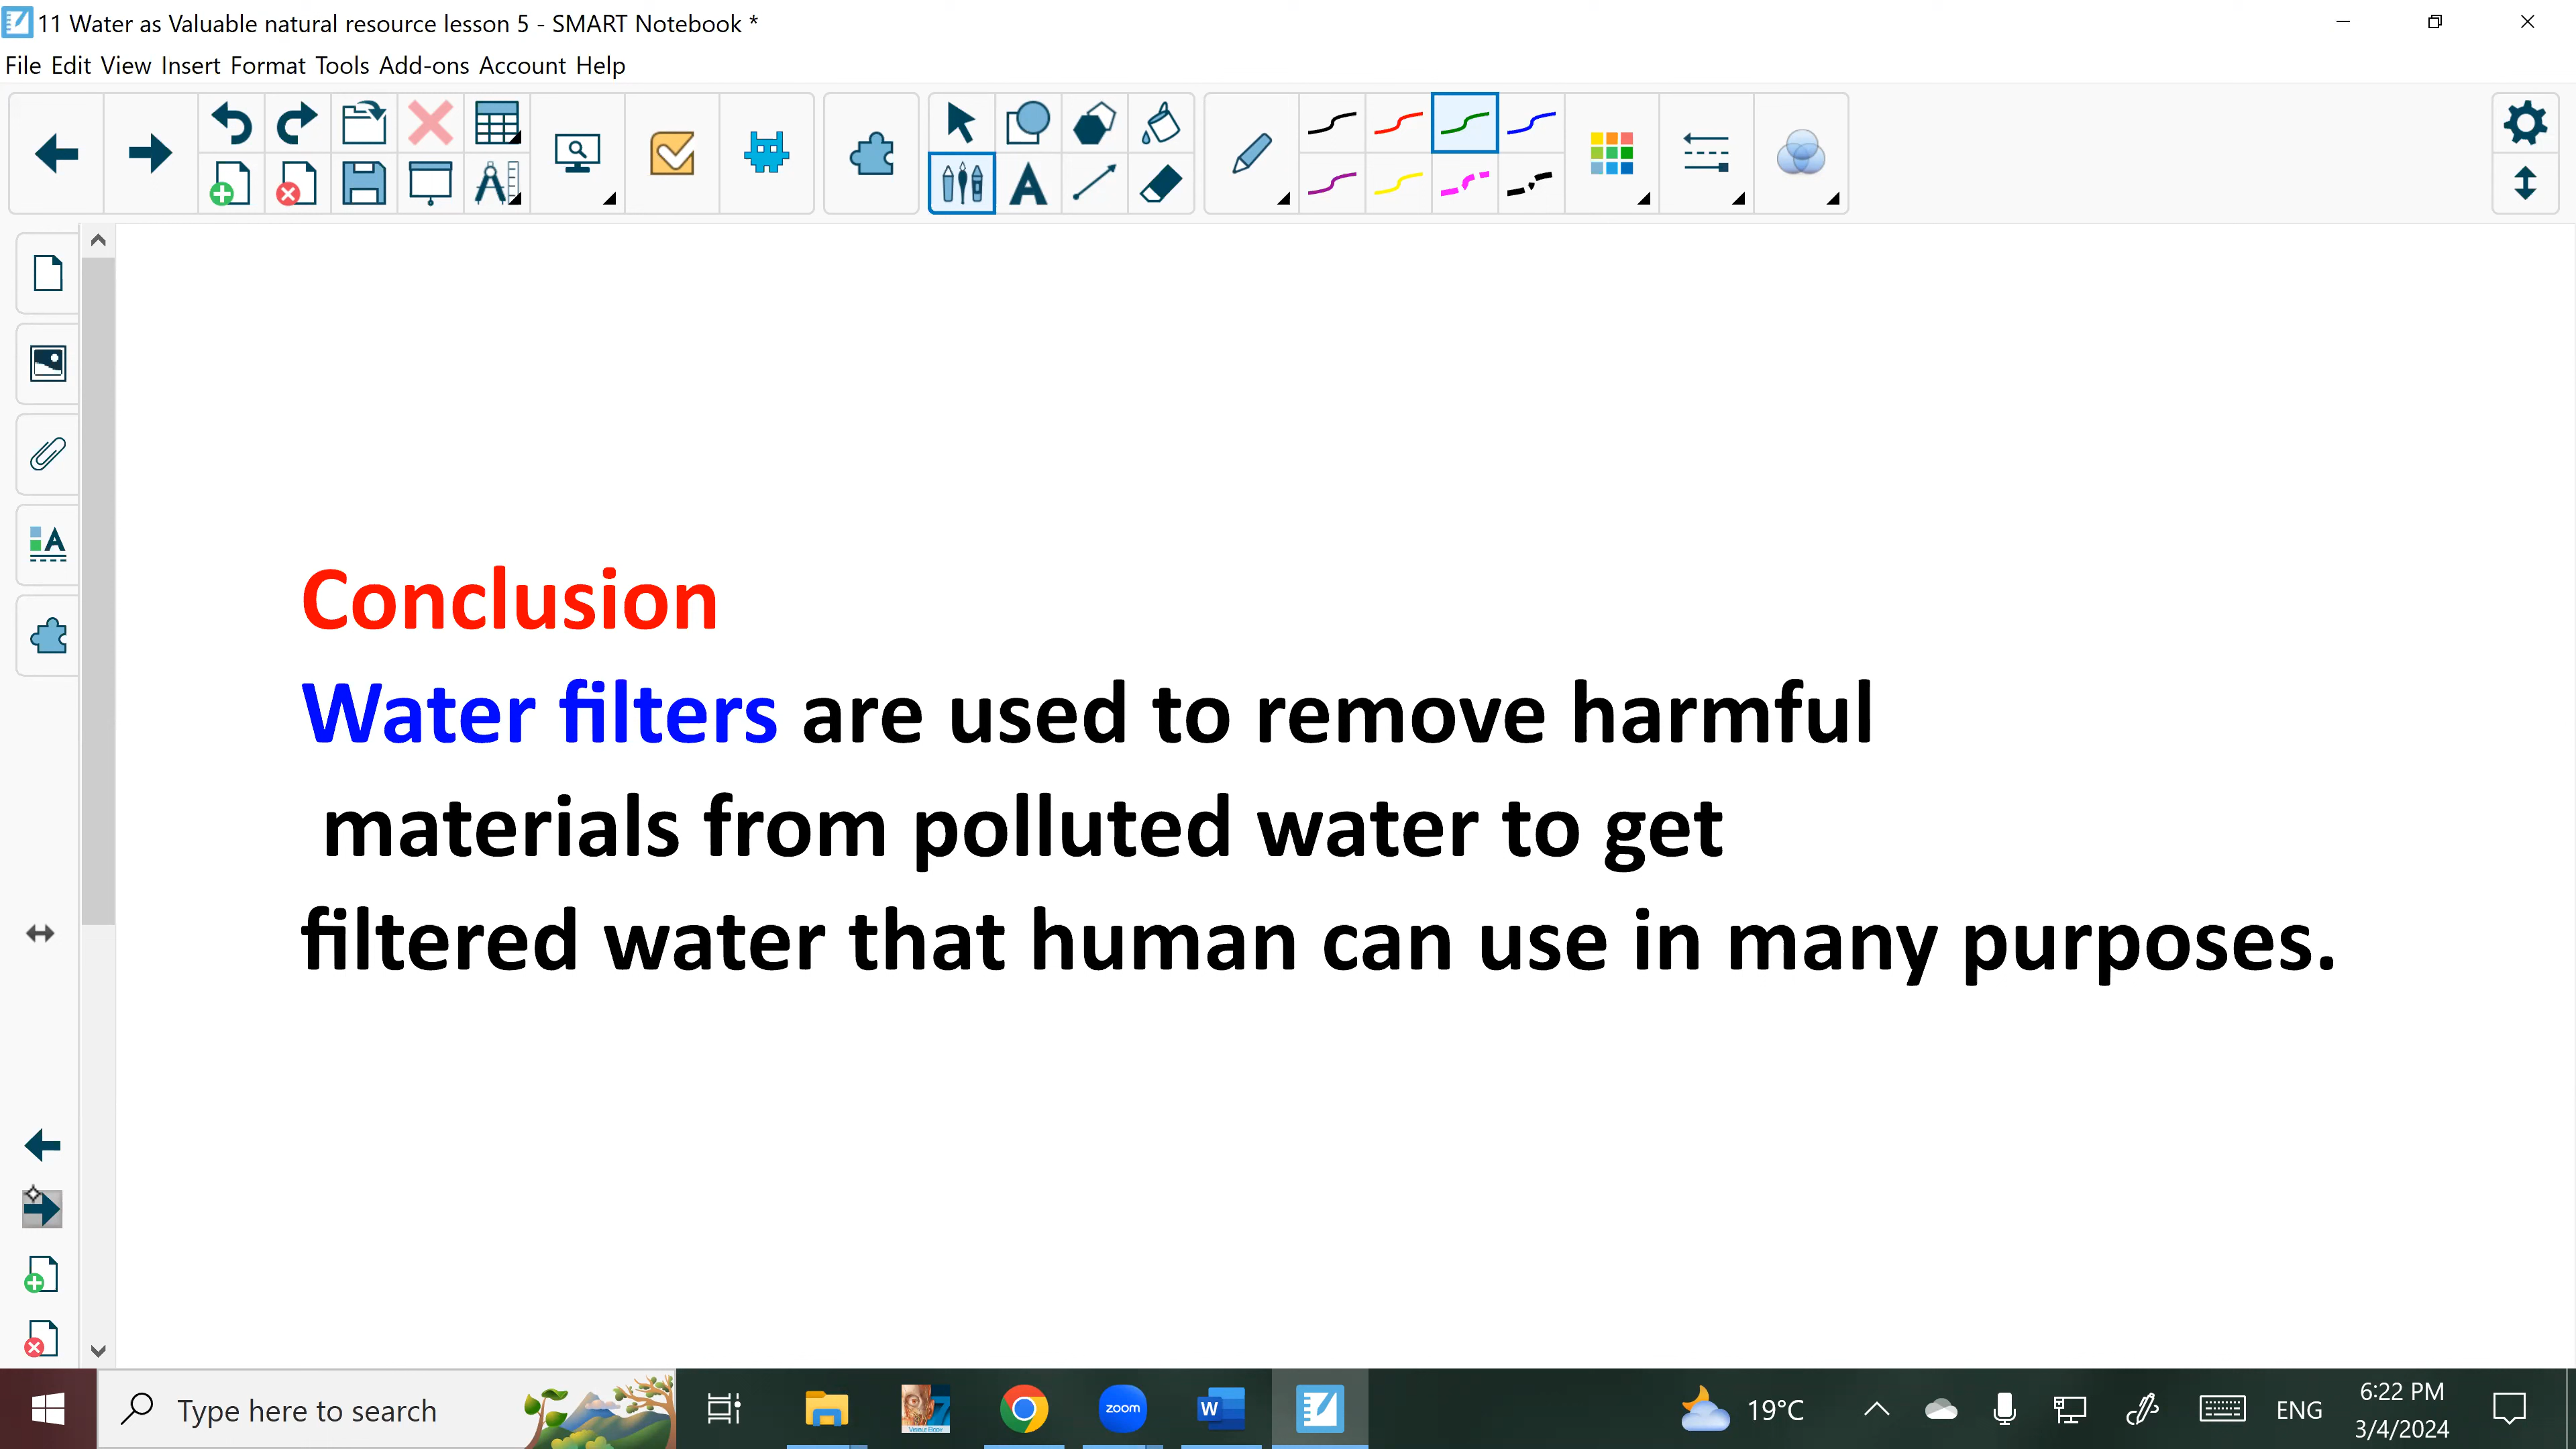 11 Water as Valuable natural resource lesson 5 - SMART Notebook *
File Edit View Insert Format Tools Add-ons Account Help
Conclusion
Water filters are used to remove harmful
materials from polluted water to get
filtered water that human can use in many purposes.
Type here to search
zoom
W
19°C
ENG
6:22 PM
3/4/2024